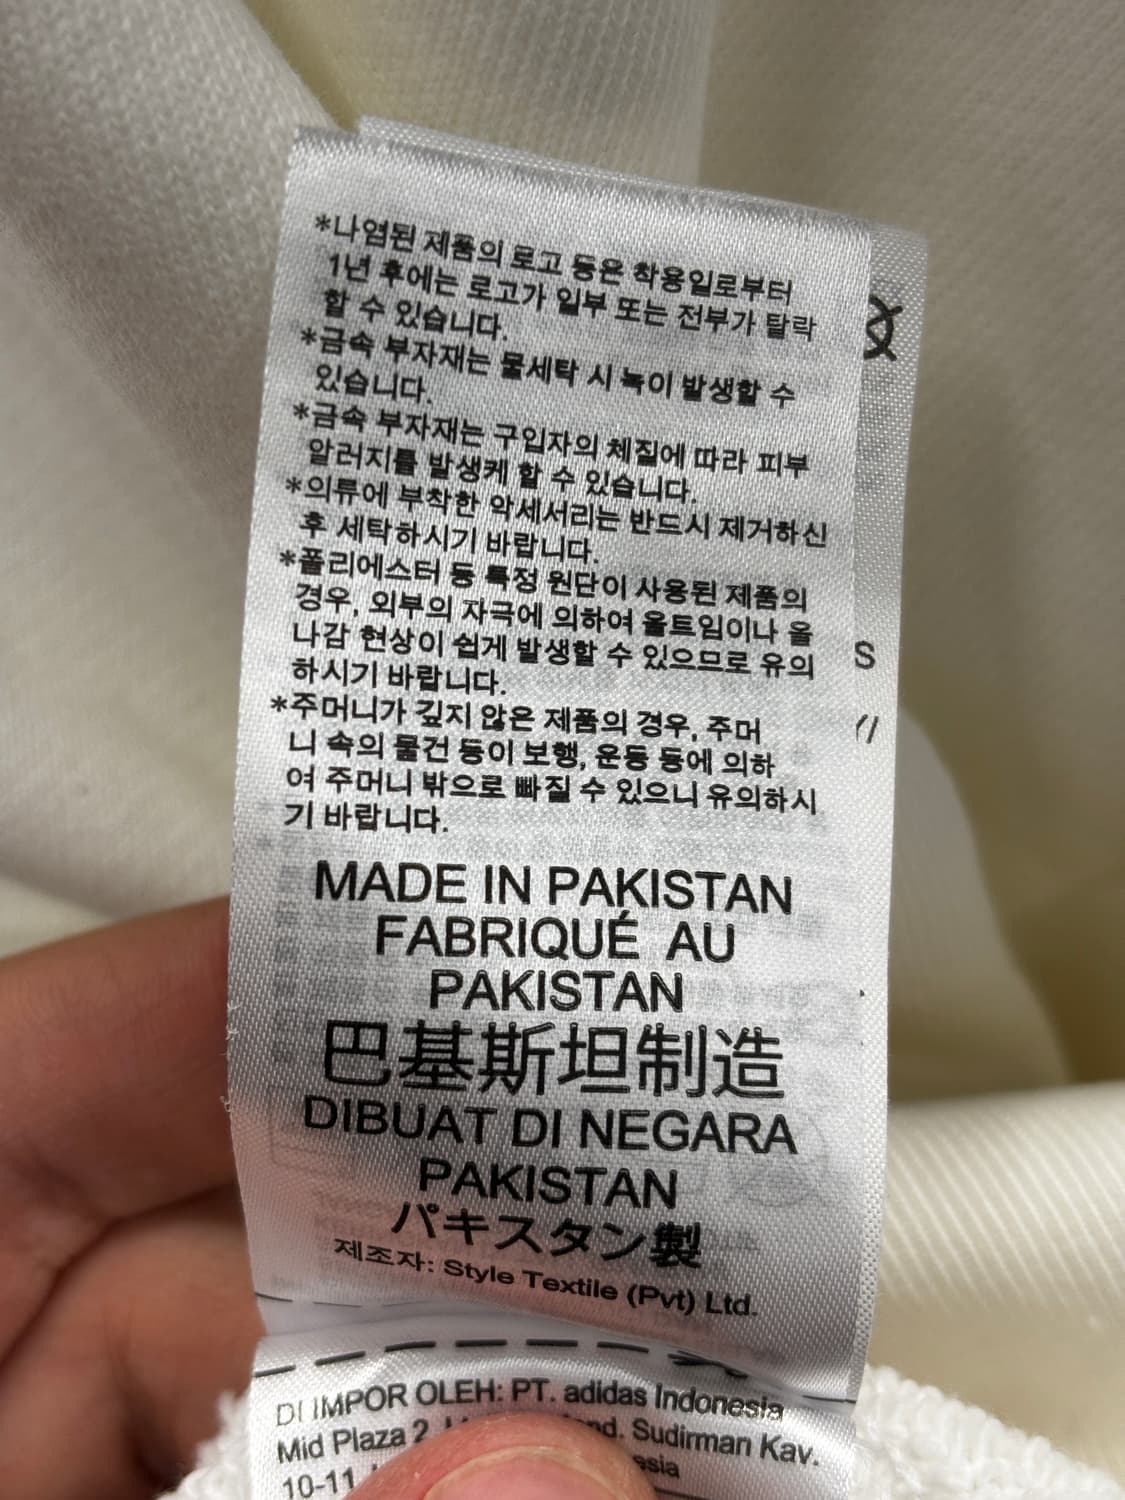 *나염된 제품의 로고 등은 착용일로부터
1년 후에는 로고가 일부 또는 전부가 탈락
할 수 있습니다.
*금속 부자재는 물세탁 시 녹이 발생할 수
있습니다.
*금속 부자재는 구입자의 체질에 따라 피부
알러지를 발생케 할 수 있습니다.
*의류에 부착한 악세서리는 반드시 제거하신
후 세탁하시기 바랍니다.
*폴리에스터 등 특정 원단이 사용된 제품의
경우, 외부의 자극에 의하여 올트임이나 올
나감 현상이 쉽게 발생할 수 있으므로 유의
하시기 바랍니다.
*주머니가 깊지 않은 제품의 경우, 주머
니 속의 물건 등이 보행, 운동 등에 의하
여 주머니 밖으로 빠질 수 있으니 유의하시
기 바랍니다.
MADE IN PAKISTAN
FABRIQUÉ AU
PAKISTAN
巴基斯坦制造
DIBUAT DI NEGARA
PAKISTAN
パキスタン製
제조자: Style Textile (Pvt) Ltd.
DI IMPOR OLEH: PT. adidas Indonesia
Mid Plaza 2 Sudirman Kav.
10-11
S
Y/